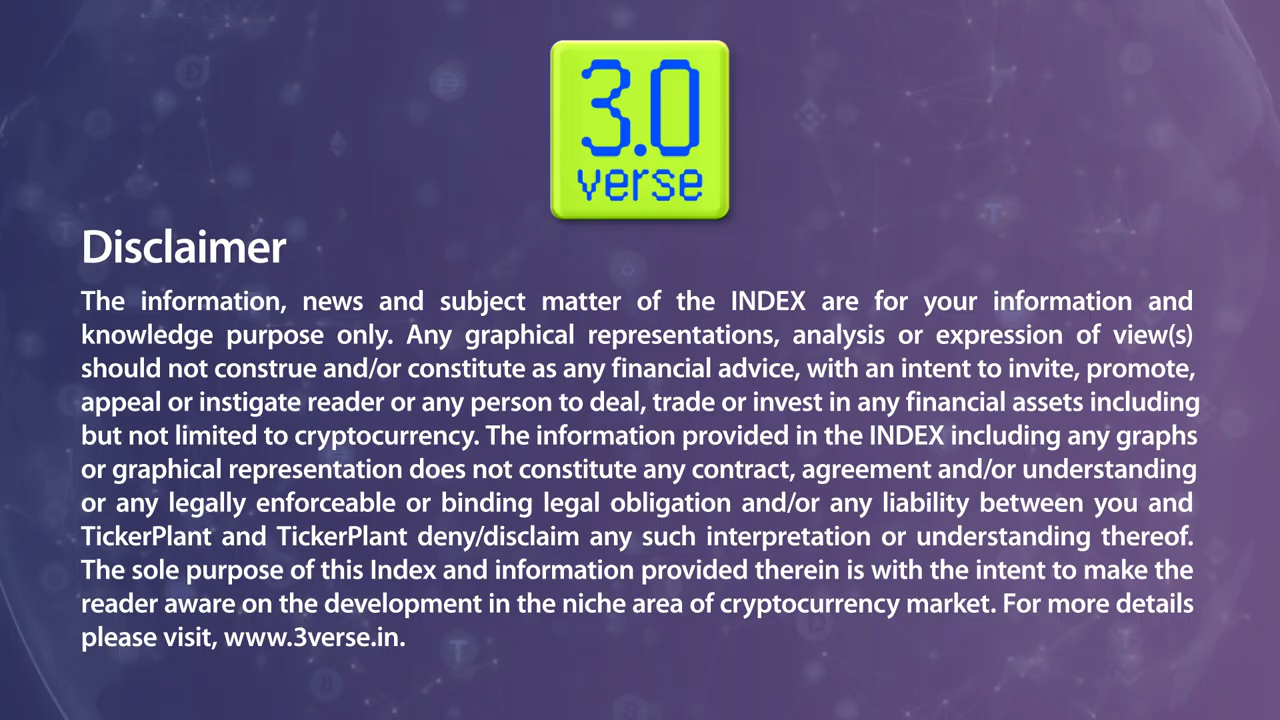 3.0
verse
Disclaimer
The information, news and subject matter of the INDEX are for your information and
knowledge purpose only. Any graphical representations, analysis or expression of view(s)
should not construe and/or constitute as any financial advice, with an intent to invite, promote,
appeal or instigate reader or any person to deal, trade or invest in any financial assets including
but not limited to cryptocurrency. The information provided in the INDEX including any graphs
or graphical representation does not constitute any contract, agreement and/or understanding
or any legally enforceable or binding legal obligation and/or any liability between you and
TickerPlant and TickerPlant deny/disclaim any such interpretation or understanding thereof.
The sole purpose of this Index and information provided therein is with the intent to make the
reader aware on the development in the niche area of cryptocurrency market. For more details
please visit, www.3verse.in.